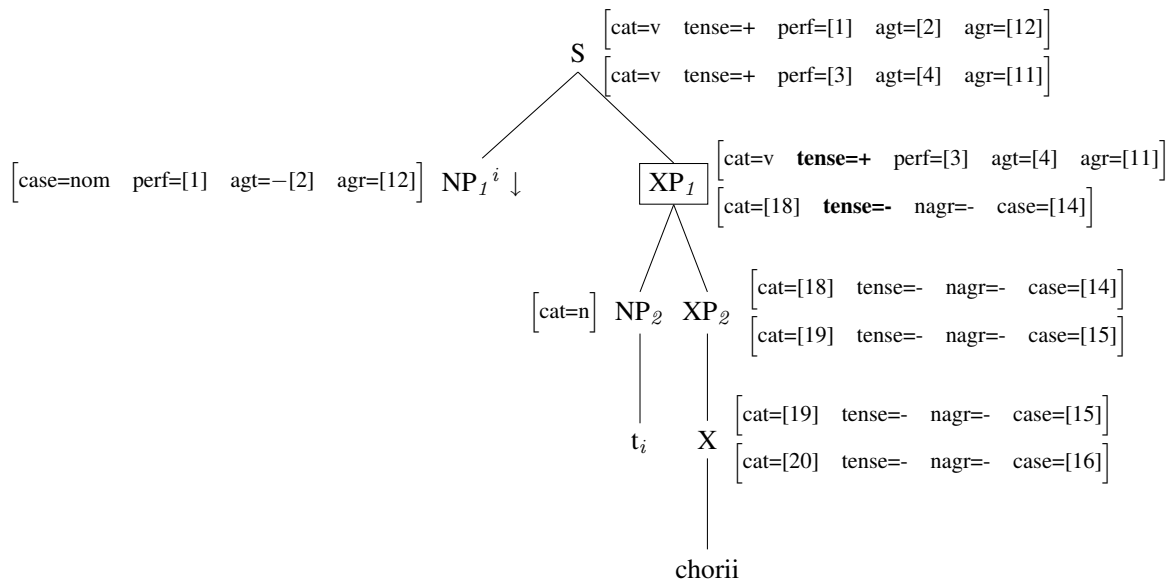 [cat=v tense=+ perf=[1] agt=[2] agr=[12]]
S
[cat=v tense=+ perf=[3] agt=[4] agr=[11]]
[case=nom perf=[1] agt=−[2] agr=[12]] NP₁ⁱ ↓
[cat=v tense=+ perf=[3] agt=[4] agr=[11]]
XP₁
[cat=[18] tense=- nagr=- case=[14]]
[cat=n] NP₂ XP₂
[cat=[18] tense=- nagr=- case=[14]]
[cat=[19] tense=- nagr=- case=[15]]
tᵢ X
[cat=[19] tense=- nagr=- case=[15]]
[cat=[20] tense=- nagr=- case=[16]]
chorii